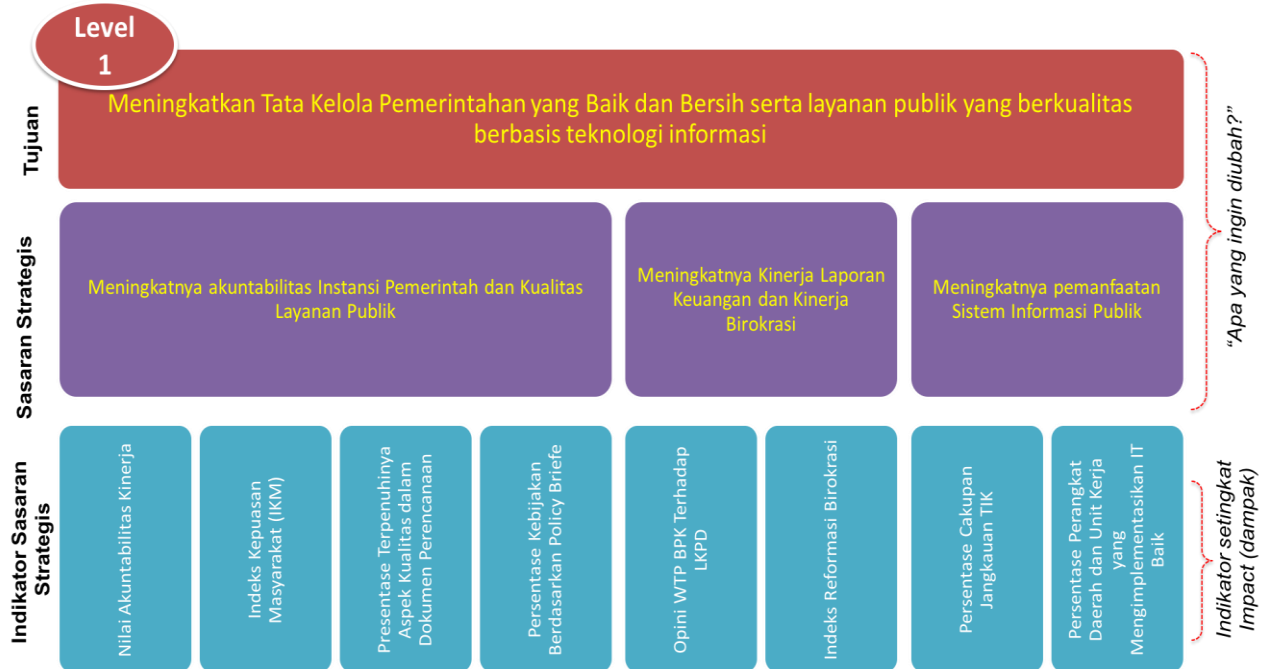 Level
1
Tujuan
Meningkatkan Tata Kelola Pemerintahan yang Baik dan Bersih serta layanan publik yang berkualitas
berbasis teknologi informasi
“Apa yang ingin diubah?”
Sasaran Strategis
Meningkatnya akuntabilitas Instansi Pemerintah dan Kualitas
Layanan Publik
Meningkatnya Kinerja Laporan
Keuangan dan Kinerja
Birokrasi
Meningkatnya pemanfaatan
Sistem Informasi Publik
Indikator Sasaran
Strategis
Nilai Akuntabilitas Kinerja
Indeks Kepuasan
Masyarakat (IKM)
Presentase Terpenuhinya
Aspek Kualitas dalam
Dokumen Perencanaan
Persentase Kebijakan
Berdasarkan Policy Briefe
Opini WTP BPK Terhadap
LKPD
Indeks Reformasi Birokrasi
Persentase Cakupan
Jangkauan TIK
Persentase Perangkat
Daerah dan Unit Kerja
yang
Mengimplementasikan IT
Baik
Indikator setingkat
Impact (dampak)